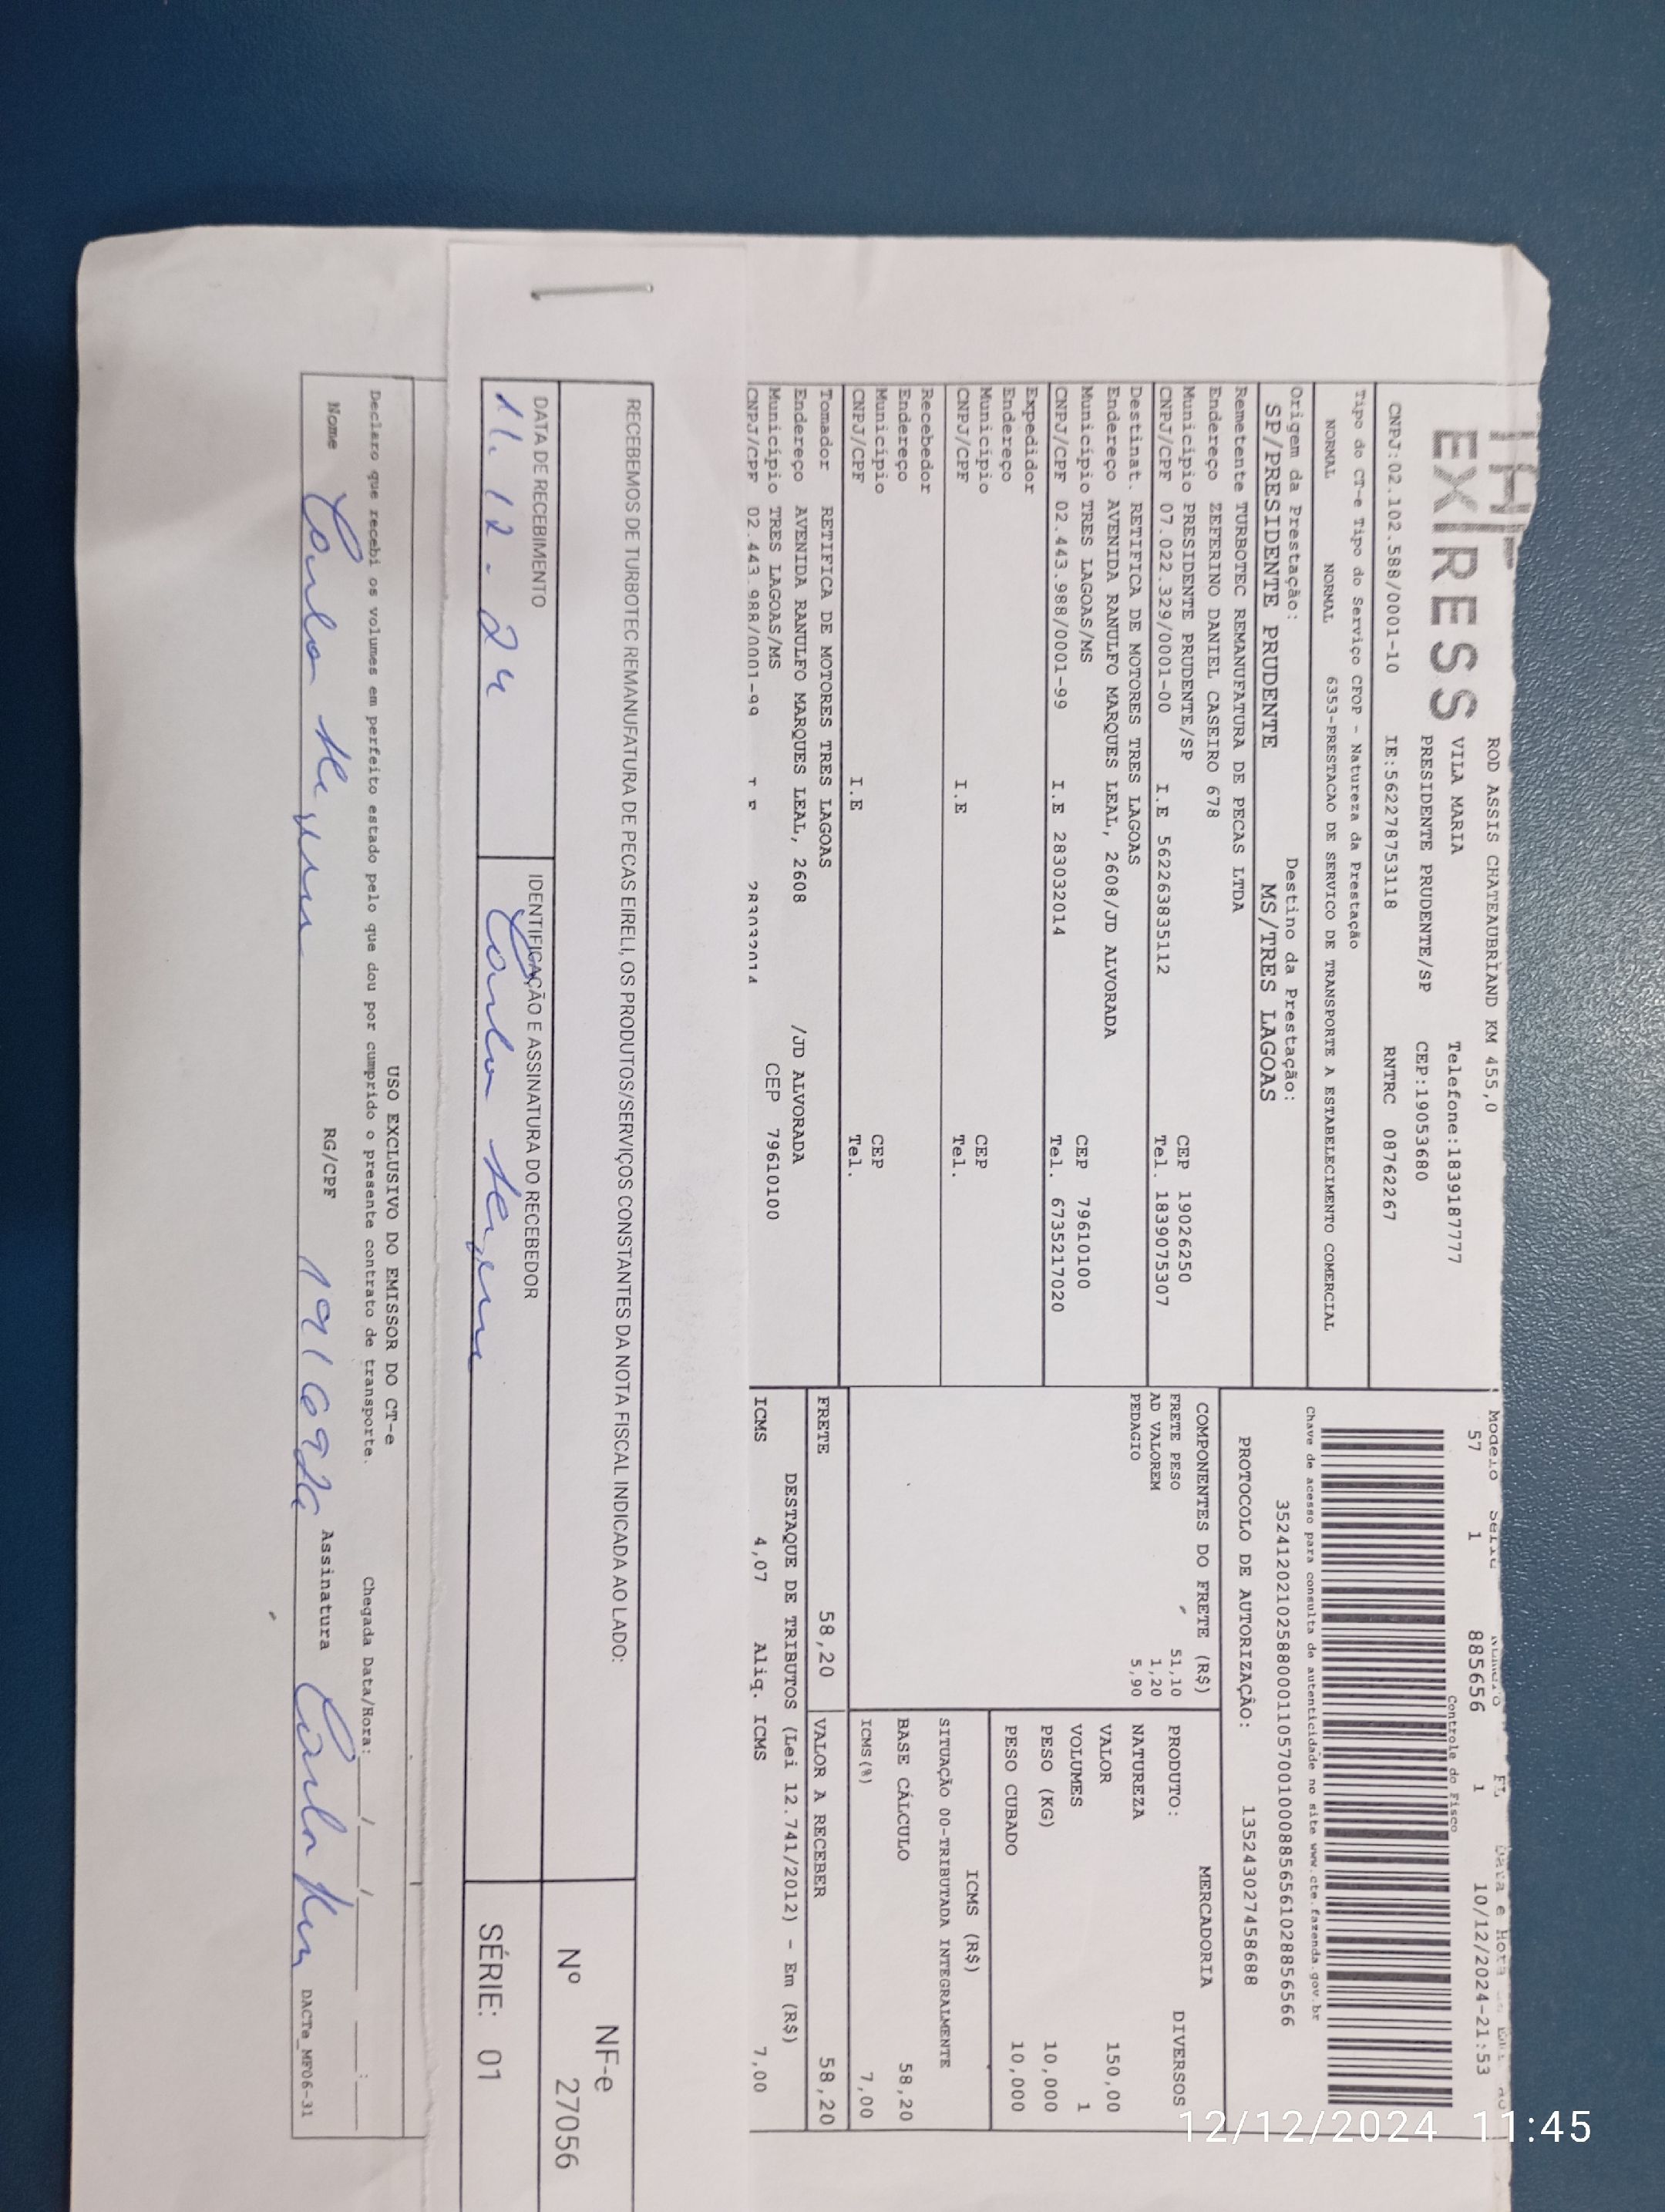 EXPRESS
ROD ASSIS CHATEAUBRIAND KM 455,0
VILA MARIA Telefone:1839187777
PRESIDENTE PRUDENTE/SP CEP:19053680
CNPJ:02.102.588/0001-10 IE:562278753118 RNTRC 08762267
Modelo Série FL
57 1 885656 1 10/12/2024-21:53
Controle do Fisco
Chave de acesso para consulta de autenticidade no site www.cte.fazenda.gov.br
35241202102588000110570010008856561028856566
PROTOCOLO DE AUTORIZAÇÃO: 135243027458688
Tipo do CT-e Tipo do Serviço CFOP - Natureza da Prestação
NORMAL NORMAL 6353-PRESTACAO DE SERVICO DE TRANSPORTE A ESTABELECIMENTO COMERCIAL
Origem da Prestação: Destino da Prestação:
SP/PRESIDENTE PRUDENTE MS/TRES LAGOAS
Remetente TURBOTEC REMANUFATURA DE PECAS LTDA
Endereço ZEFERINO DANIEL CASEIRO 678
Município PRESIDENTE PRUDENTE/SP CEP 19026250
CNPJ/CPF 07.022.329/0001-00 I.E 562263835112 Tel. 1839075307
Destinat. RETIFICA DE MOTORES TRES LAGOAS
Endereço AVENIDA RANULFO MARQUES LEAL, 2608/JD ALVORADA
Município TRES LAGOAS/MS CEP 79610100
CNPJ/CPF 02.443.988/0001-99 I.E 283032014 Tel. 6735217020
Expedidor
Endereço
Município CEP
CNPJ/CPF I.E Tel.
Recebedor
Endereço
Município CEP
CNPJ/CPF I.E Tel.
Tomador RETIFICA DE MOTORES TRES LAGOAS
Endereço AVENIDA RANULFO MARQUES LEAL, 2608 /JD ALVORADA
Município TRES LAGOAS/MS CEP 79610100
CNPJ/CPF 02.443.988/0001-99 I E 283032014
COMPONENTES DO FRETE (R$)
FRETE PESO 51,10
AD VALOREM 1,20
PEDAGIO 5,90
MERCADORIA
PRODUTO: DIVERSOS
NATUREZA
VALOR 150,00
VOLUMES 1
PESO (KG) 10,000
PESO CUBADO 10,000
ICMS (R$)
SITUAÇÃO 00-TRIBUTADA INTEGRALMENTE
BASE CÁLCULO 58,20
ICMS(%) 7,00
FRETE 58,20 VALOR A RECEBER 58,20
DESTAQUE DE TRIBUTOS (Lei 12.741/2012) - Em (R$)
ICMS 4,07 Aliq. ICMS 7,00
RECEBEMOS DE TURBOTEC REMANUFATURA DE PECAS EIRELI, OS PRODUTOS/SERVIÇOS CONSTANTES DA NOTA FISCAL INDICADA AO LADO:
NF-e
Nº 27056
SÉRIE: 01
DATA DE RECEBIMENTO
11.12-24
IDENTIFICAÇÃO E ASSINATURA DO RECEBEDOR
USO EXCLUSIVO DO EMISSOR DO CT-e
Declaro que recebi os volumes em perfeito estado pelo que dou por cumprido o presente contrato de transporte. Chegada Data/Hora: __/__/__ __:__
Nome RG/CPF Assinatura
DACTe_MF06-31
12/12/2024 11:45